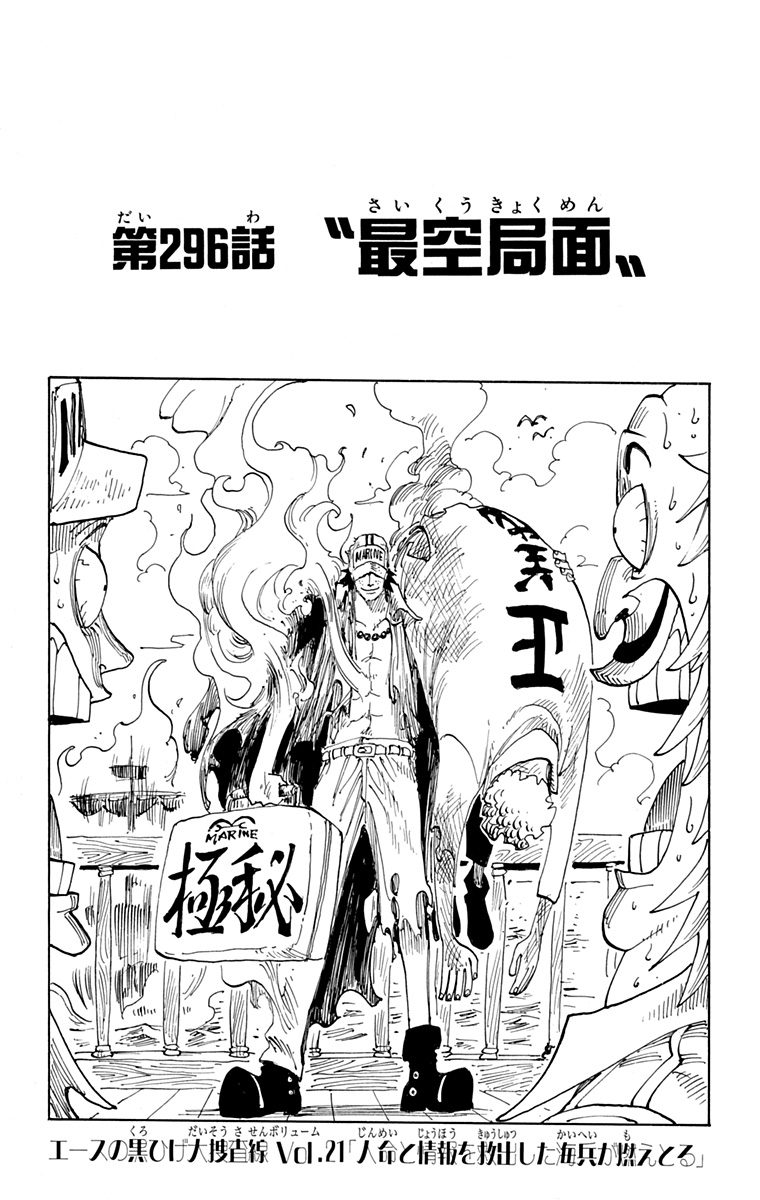 だい わ さいくうきょくめん
第296話 〝最空局面〟
MARINE
正義
MARINE
極秘
くろ だいそうさせんボリューム じんめい じょうほう きゅうしゅつ かいへい も
エースの黒ひげ大捜査線 Vol.21「人命と情報を救出した海兵が燃えとる」